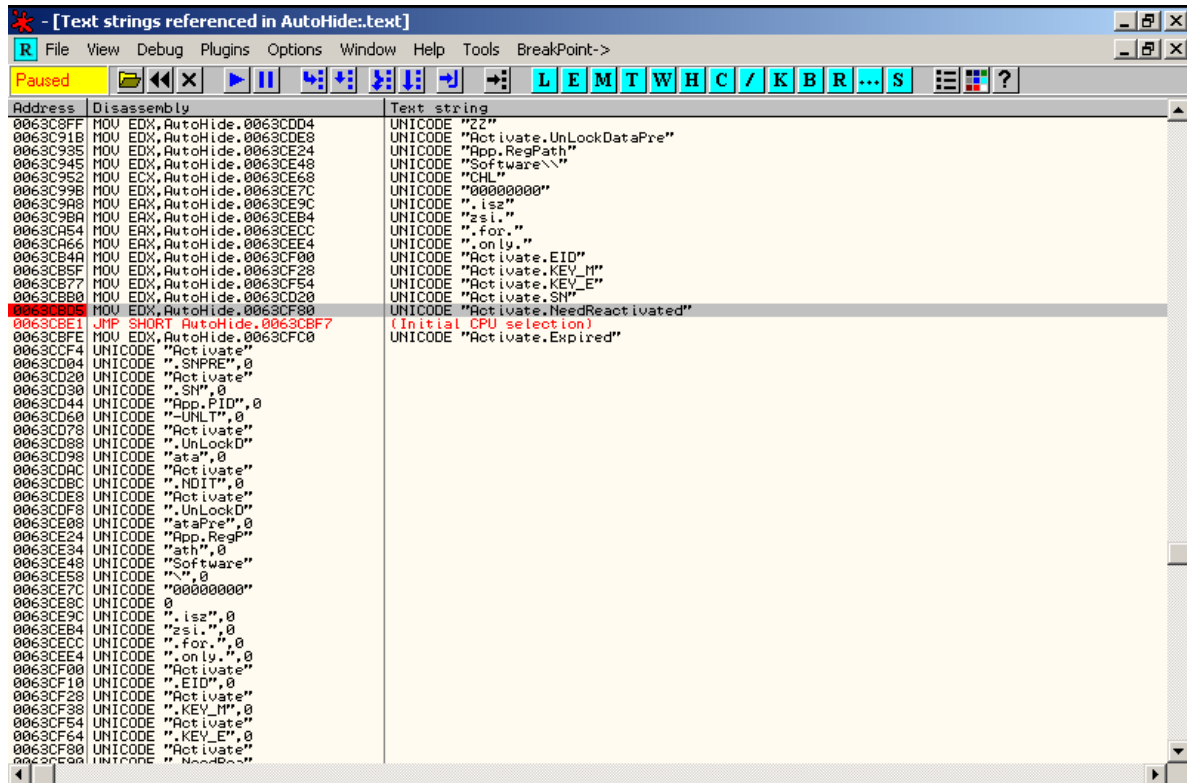 - [Text strings referenced in AutoHide:.text]
R File View Debug Plugins Options Window Help Tools BreakPoint->
Paused L E M T W H C / K B R ... S ?
Address Disassembly Text string
0063C8FF MOV EDX,AutoHide.0063CDD4 UNICODE "ZZ"
0063C91B MOV EDX,AutoHide.0063CDE8 UNICODE "Activate.UnLockDataPre"
0063C935 MOV EDX,AutoHide.0063CE24 UNICODE "App.RegPath"
0063C945 MOV EDX,AutoHide.0063CE48 UNICODE "Software\\"
0063C952 MOV ECX,AutoHide.0063CE68 UNICODE "CHL"
0063C99B MOV EDX,AutoHide.0063CE7C UNICODE "00000000"
0063C9A8 MOV EAX,AutoHide.0063CE9C UNICODE ".isz"
0063C9BA MOV EAX,AutoHide.0063CEB4 UNICODE "zsi."
0063CA54 MOV EAX,AutoHide.0063CECC UNICODE ".for."
0063CA66 MOV EAX,AutoHide.0063CEE4 UNICODE ".only."
0063CB4A MOV EDX,AutoHide.0063CF00 UNICODE "Activate.EID"
0063CB5F MOV EDX,AutoHide.0063CF28 UNICODE "Activate.KEY_M"
0063CB77 MOV EDX,AutoHide.0063CF54 UNICODE "Activate.KEY_E"
0063CBB0 MOV EDX,AutoHide.0063CD20 UNICODE "Activate.SN"
0063CBD5 MOV EDX,AutoHide.0063CF80 UNICODE "Activate.NeedReactivated"
0063CBE1 JMP SHORT AutoHide.0063CBF7 (Initial CPU selection)
0063CBFE MOV EDX,AutoHide.0063CFC0 UNICODE "Activate.Expired"
0063CCF4 UNICODE "Activate"
0063CD04 UNICODE ".SNPRE",0
0063CD20 UNICODE "Activate"
0063CD30 UNICODE ".SN",0
0063CD44 UNICODE "App.PID",0
0063CD60 UNICODE "-UNLT",0
0063CD78 UNICODE "Activate"
0063CD88 UNICODE ".UnLockD"
0063CD98 UNICODE "ata",0
0063CDAC UNICODE "Activate"
0063CDBC UNICODE ".NDIT",0
0063CDE8 UNICODE "Activate"
0063CDF8 UNICODE ".UnLockD"
0063CE08 UNICODE "ataPre",0
0063CE24 UNICODE "App.RegP"
0063CE34 UNICODE "ath",0
0063CE48 UNICODE "Software"
0063CE58 UNICODE "\",0
0063CE7C UNICODE "00000000"
0063CE8C UNICODE 0
0063CE9C UNICODE ".isz",0
0063CEB4 UNICODE "zsi.",0
0063CECC UNICODE ".for.",0
0063CEE4 UNICODE ".only.",0
0063CF00 UNICODE "Activate"
0063CF10 UNICODE ".EID",0
0063CF28 UNICODE "Activate"
0063CF38 UNICODE ".KEY_M",0
0063CF54 UNICODE "Activate"
0063CF64 UNICODE ".KEY_E",0
0063CF80 UNICODE "Activate"
0063CF90 UNICODE ".NeedRea"